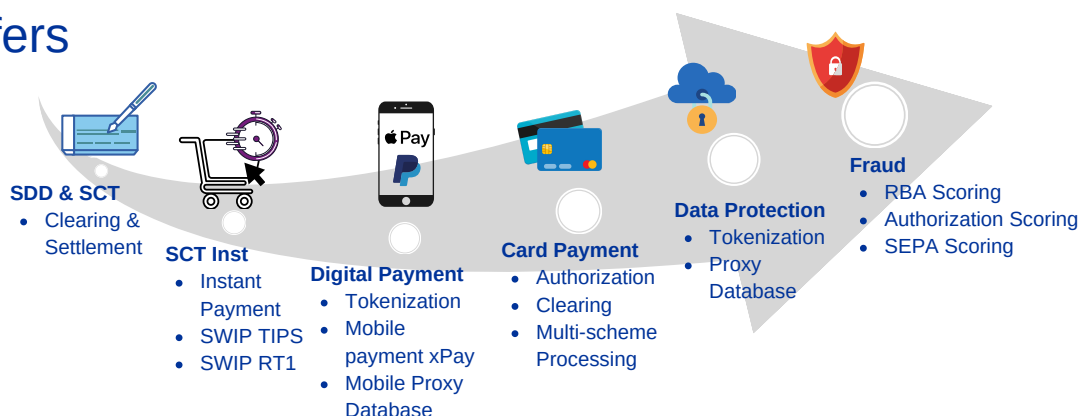 fers
SDD & SCT
Clearing &
Settlement
SCT Inst
Instant
Payment
SWIP TIPS
SWIP RT1
Pay
Digital Payment
Tokenization
Mobile
payment xPay
Mobile Proxy
Database
Card Payment
Authorization
Clearing
Multi-scheme
Processing
Data Protection
Tokenization
Proxy
Database
Fraud
RBA Scoring
Authorization Scoring
SEPA Scoring